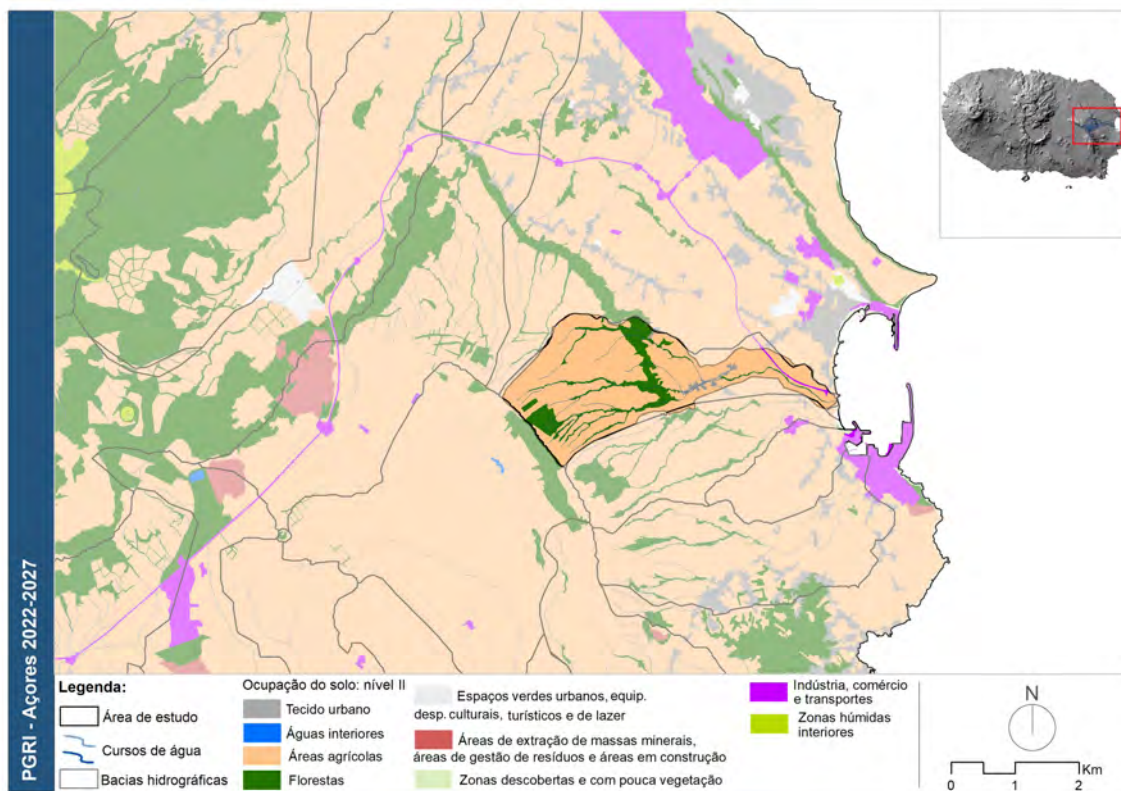 PGRI - Açores 2022-2027
Legenda:
Área de estudo
Cursos de água
Bacias hidrográficas
Ocupação do solo: nível II
Tecido urbano
Águas interiores
Áreas agrícolas
Florestas
Espaços verdes urbanos, equip.
desp. culturais, turísticos e de lazer
Áreas de extração de massas minerais,
áreas de gestão de resíduos e áreas em construção
Zonas descobertas e com pouca vegetação
Indústria, comércio
e transportes
Zonas húmidas
interiores
N
Km
0 1 2